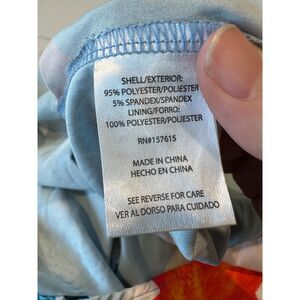 SHELL/EXTERIOR:
95% POLYESTER/POLIESTER
5% SPANDEX/SPANDEX
LINING/FORRO:
100% POLYESTER/POLIESTER
RN#157615
MADE IN CHINA
HECHO EN CHINA
SEE REVERSE FOR CARE
VER AL DORSO PARA CUIDADO